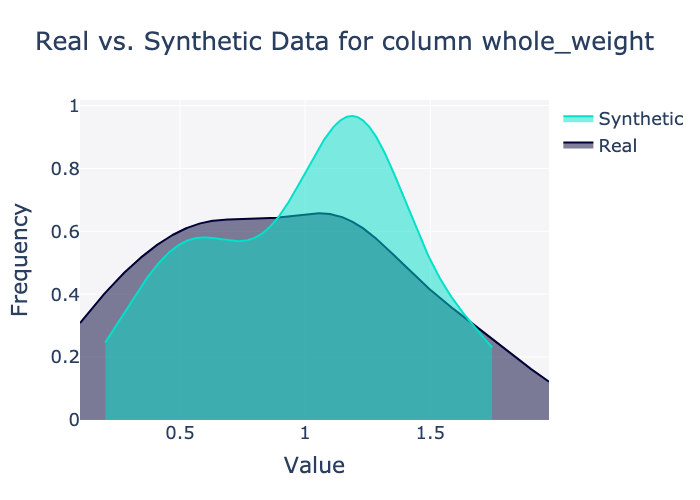 Real vs. Synthetic Data for column whole_weight
Synthetic
Real
1
0.8
0.6
0.4
0.2
0
Frequency
0.5
1
1.5
Value